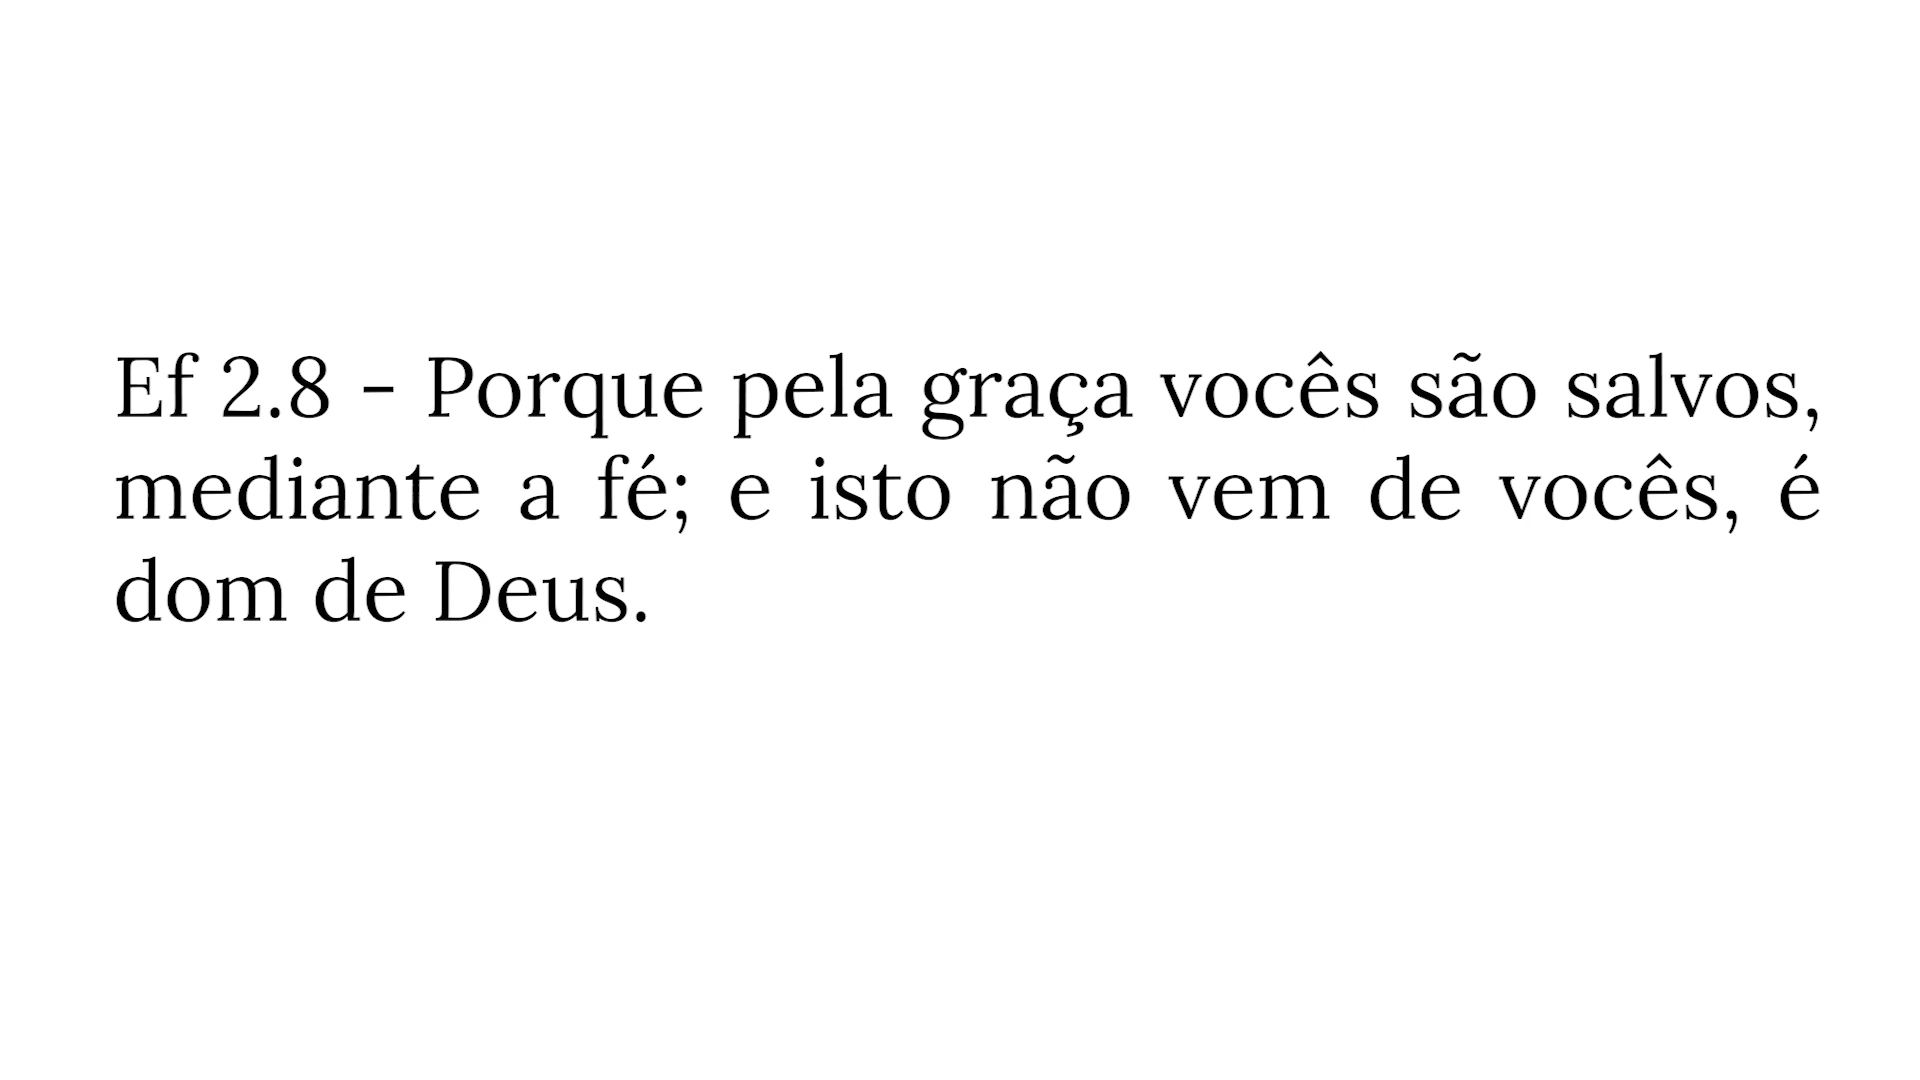 Ef 2.8 - Porque pela graça vocês são salvos,
mediante a fé; e isto não vem de vocês, é
dom de Deus.